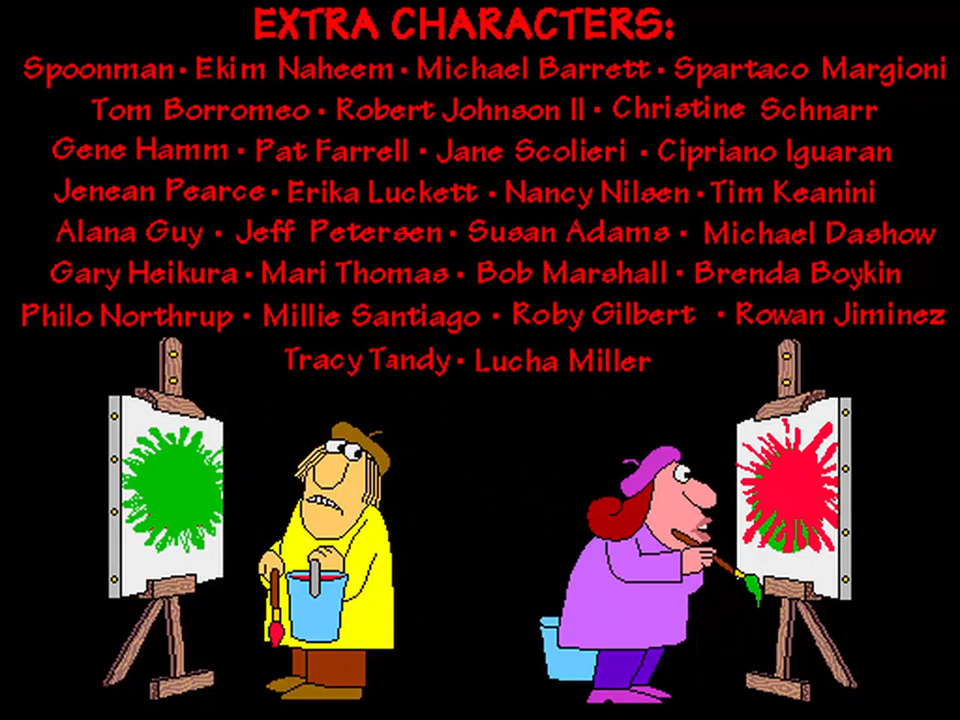 EXTRA CHARACTERS:
Spoonman · Ekim Naheem · Michael Barrett · Spartaco Margioni
Tom Borromeo · Robert Johnson II · Christine Schnarr
Gene Hamm · Pat Farrell · Jane Scolieri · Cipriano Iguaran
Jenean Pearce · Erika Luckett · Nancy Nilsen · Tim Keanini
Alana Guy · Jeff Petersen · Susan Adams · Michael Dashow
Gary Heikura · Mari Thomas · Bob Marshall · Brenda Boykin
Philo Northrup · Millie Santiago · Roby Gilbert · Rowan Jiminez
Tracy Tandy · Lucha Miller